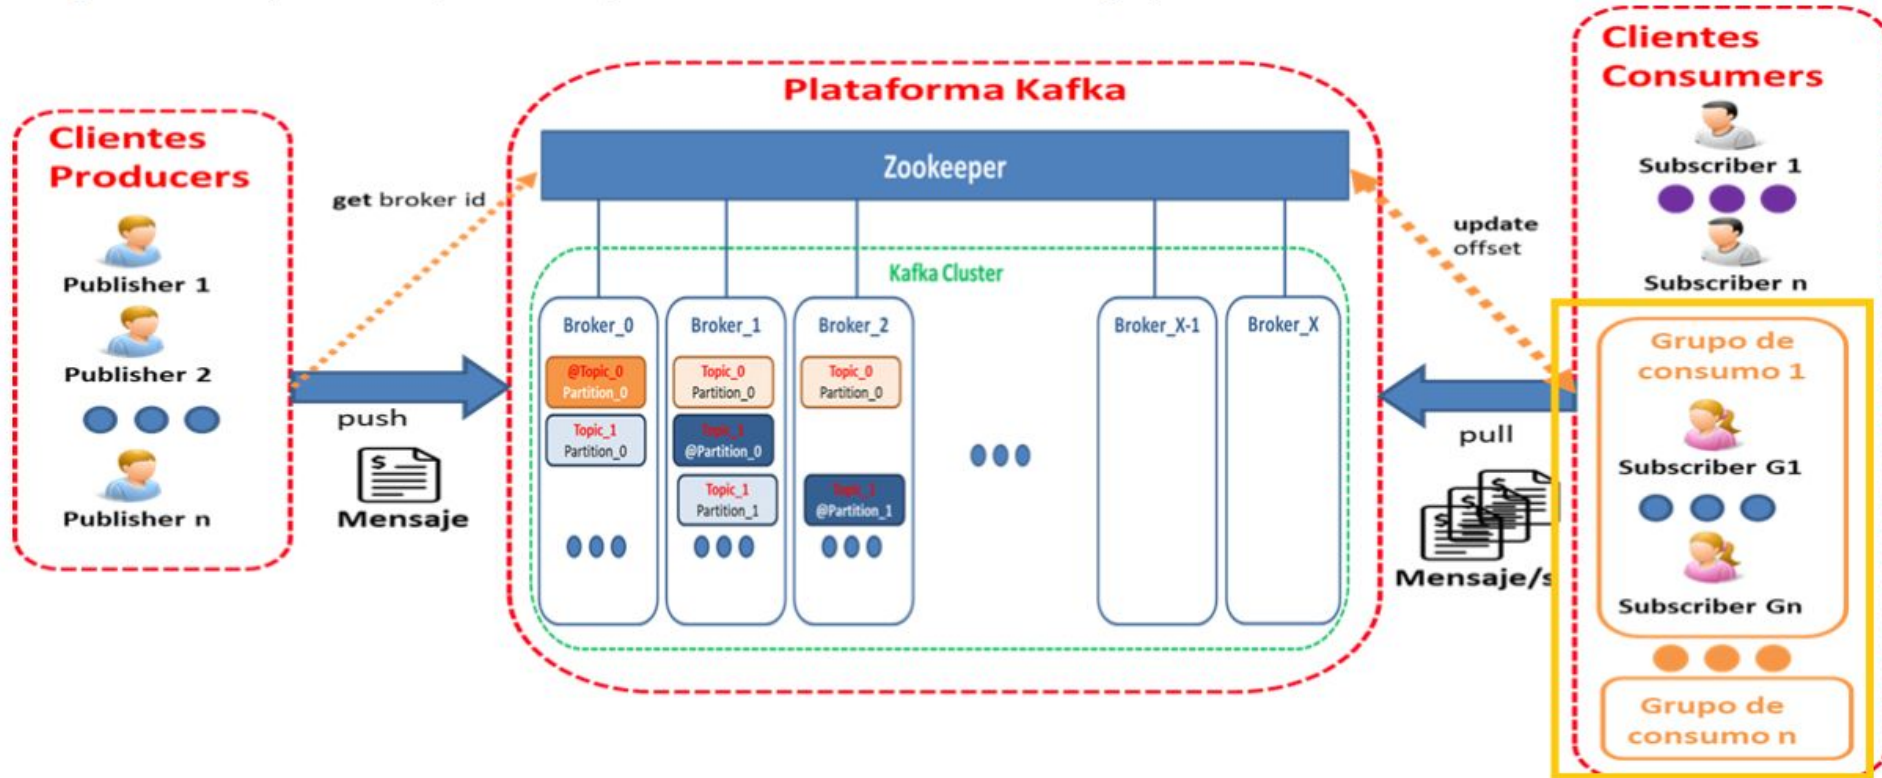 Clientes
Producers
Publisher 1
Publisher 2
Publisher n
get broker id
push
Mensaje
Plataforma Kafka
Zookeeper
Kafka Cluster
Broker_0
@Topic_0
Partition_0
Topic_1
Partition_0
Broker_1
Topic_0
Partition_0
Topic_1
@Partition_0
Topic_1
Partition_1
Broker_2
Topic_0
Partition_0
Topic_1
@Partition_1
Broker_X-1
Broker_X
update
offset
pull
Mensaje/s
Clientes
Consumers
Subscriber 1
Subscriber n
Grupo de
consumo 1
Subscriber G1
Subscriber Gn
Grupo de
consumo n